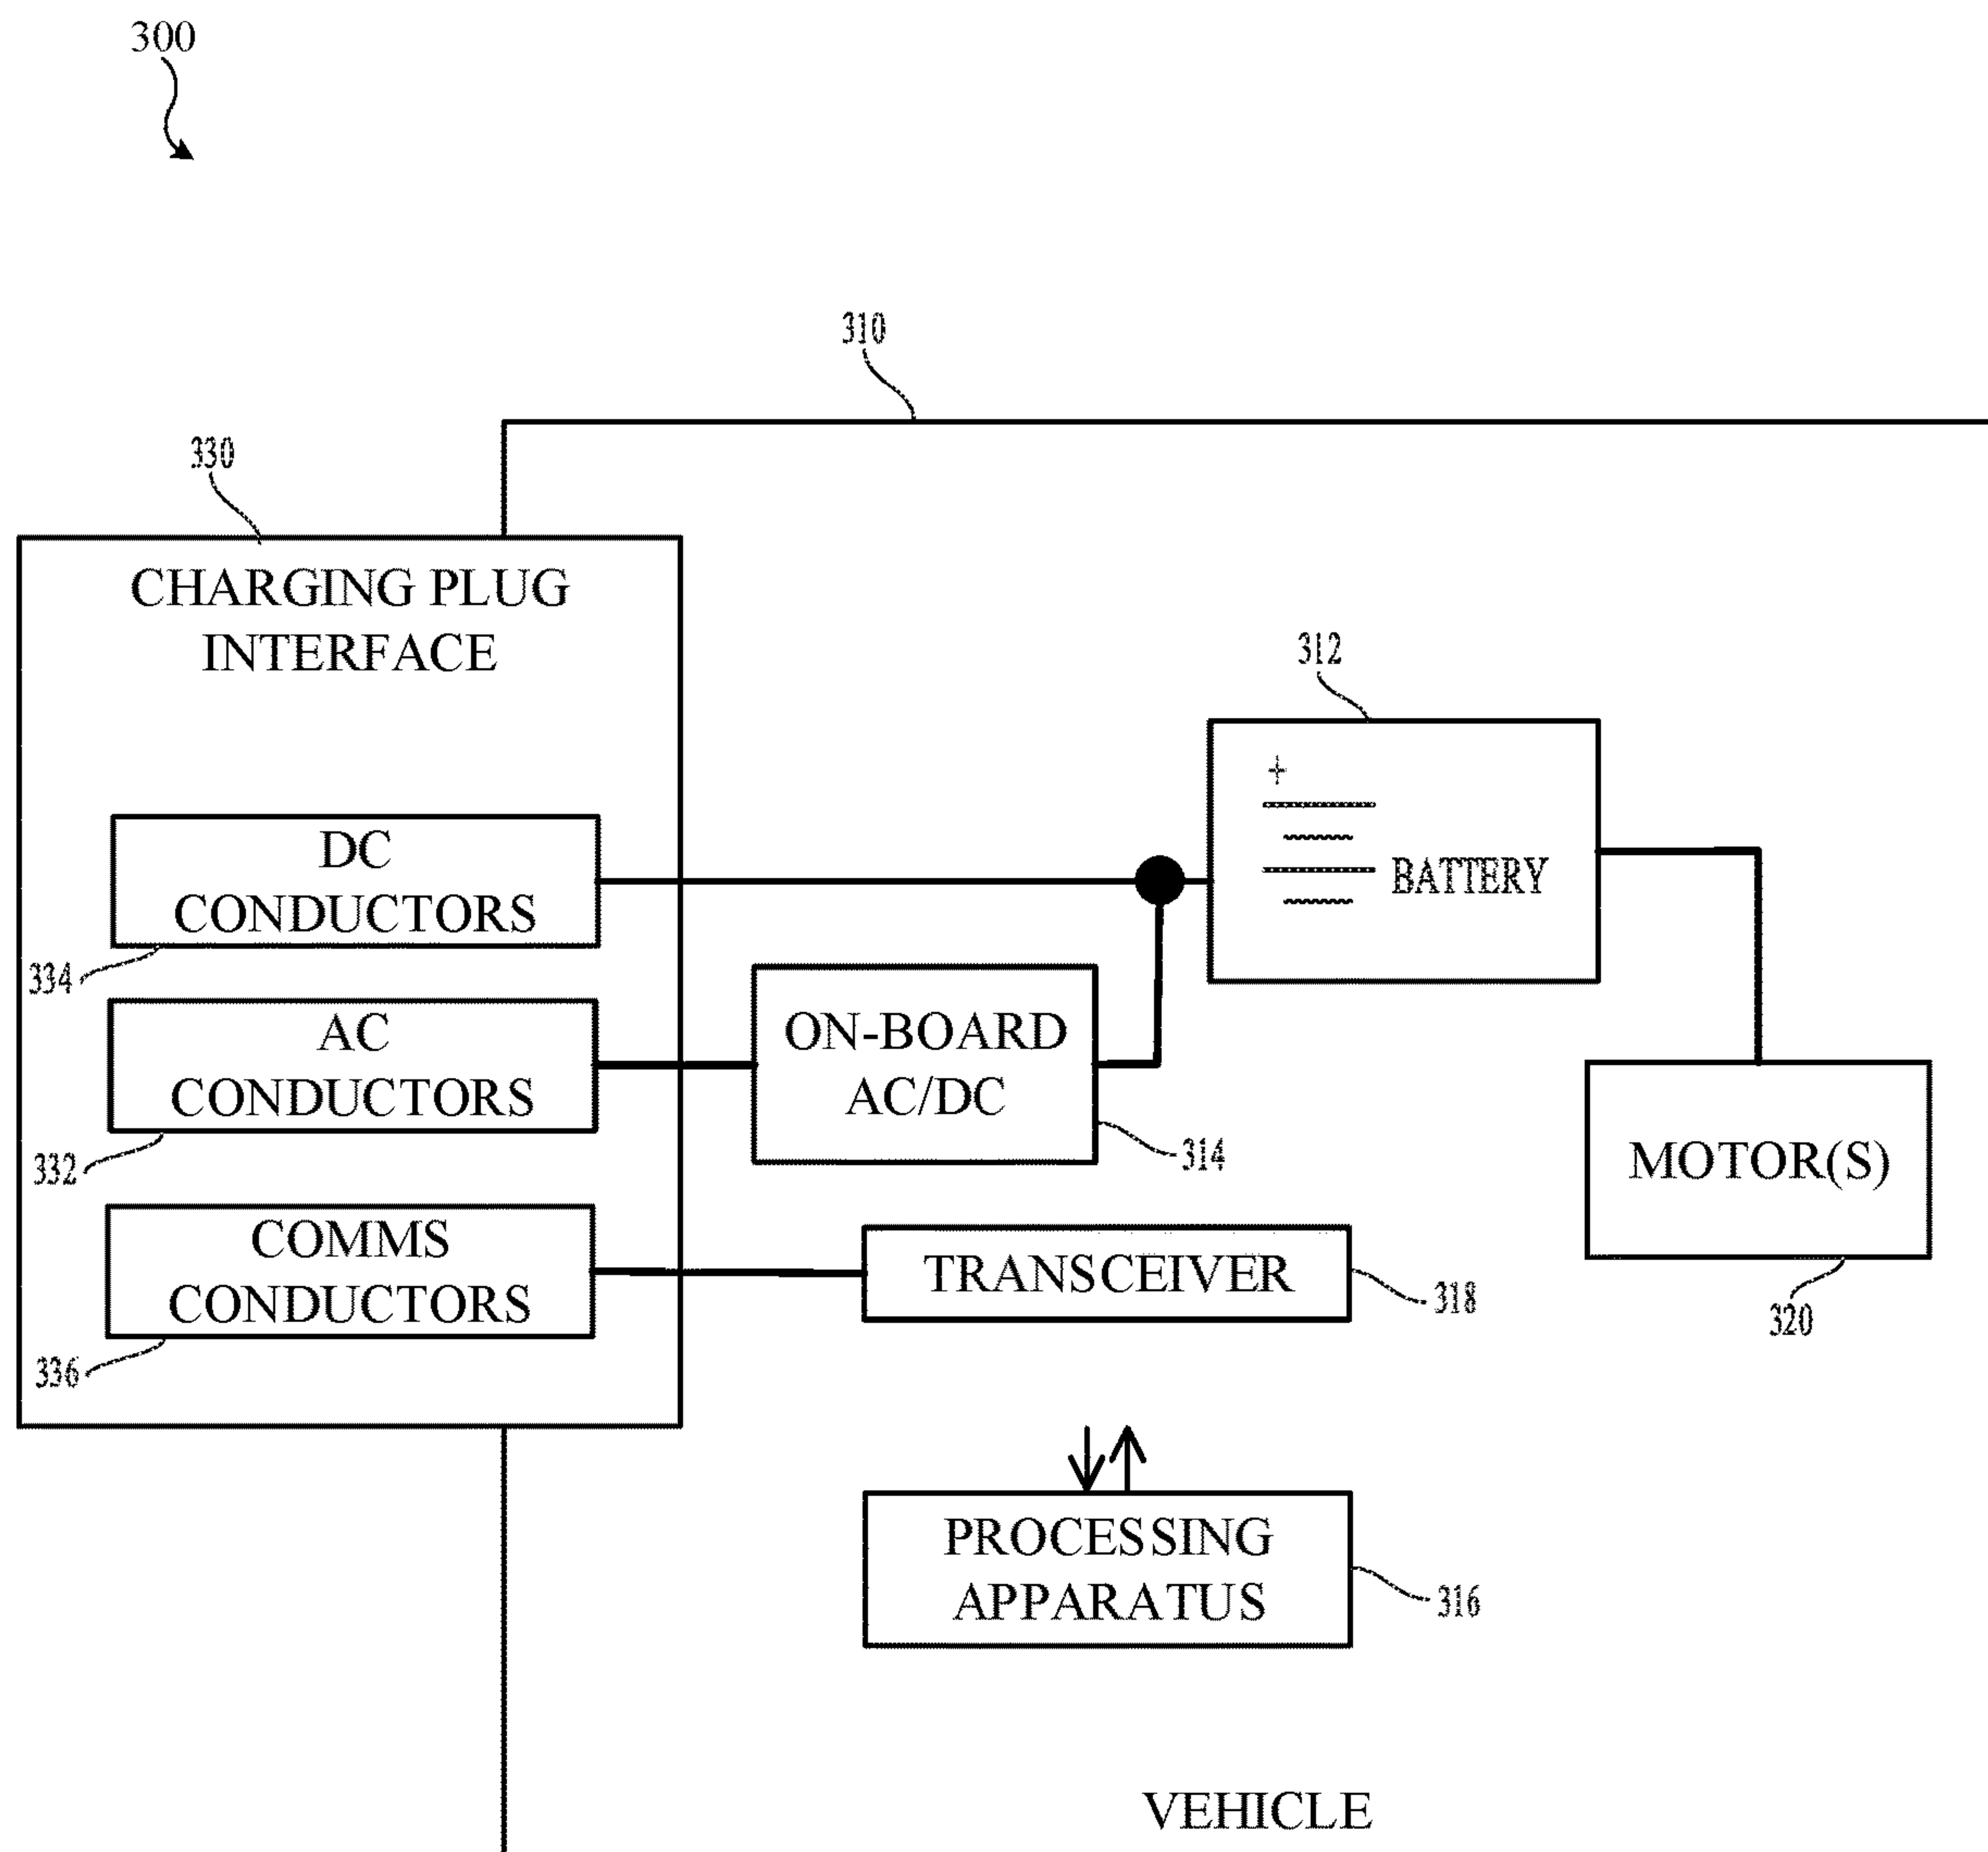 300
310
330
CHARGING PLUG
INTERFACE
312
+
BATTERY
DC
CONDUCTORS
334
AC
CONDUCTORS
332
ON-BOARD
AC/DC
314
MOTOR(S)
320
COMMS
CONDUCTORS
336
TRANSCEIVER
318
PROCESSING
APPARATUS
316
VEHICLE